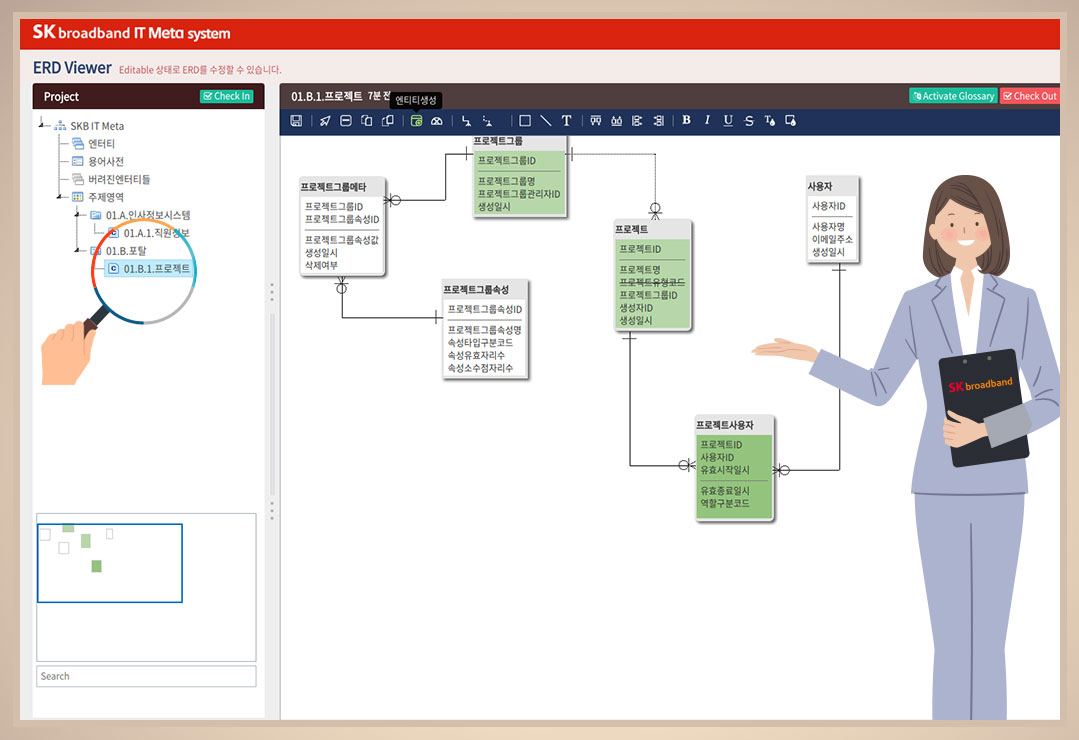 SK broadband IT Meta system
ERD Viewer Editable 상태로 ERD를 수정할 수 있습니다.
Project
Check In
SKB IT Meta
엔터티
용어사전
버려진엔터티들
주제영역
01.A.인사정보시스템
01.A.1.직원정보
01.B.포탈
01.B.1.프로젝트
Search
01.B.1.프로젝트 7분 전
엔티티생성
Activate Glossary
Check Out
T
B I U S T
프로젝트그룹
프로젝트그룹ID
프로젝트그룹명
프로젝트그룹관리자ID
생성일시
프로젝트그룹메타
프로젝트그룹ID
프로젝트그룹속성ID
프로젝트그룹속성값
생성일시
삭제여부
프로젝트그룹속성
프로젝트그룹속성ID
프로젝트그룹속성명
속성타입구분코드
속성유효자리수
속성소수점자리수
프로젝트
프로젝트ID
프로젝트명
프로젝트유형코드
프로젝트그룹ID
생성자ID
생성일시
사용자
사용자ID
사용자명
이메일주소
생성일시
프로젝트사용자
프로젝트ID
사용자ID
유효시작일시
유효종료일시
역할구분코드
SK broadband